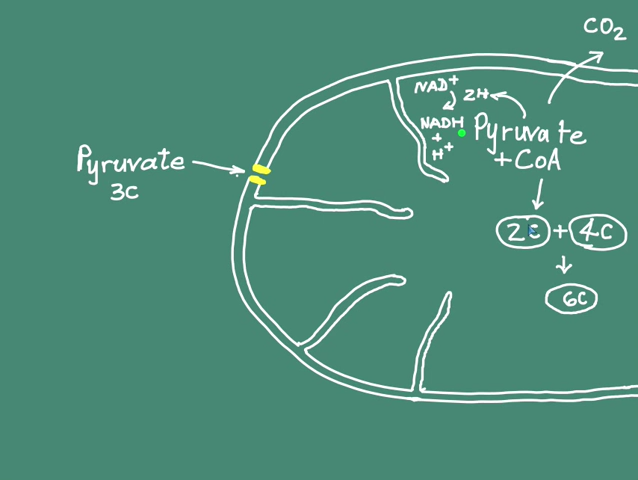 CO2
NAD+
2H
NADH
+
H+
Pyruvate
+ CoA
Pyruvate
3C
2C + 4C
6C